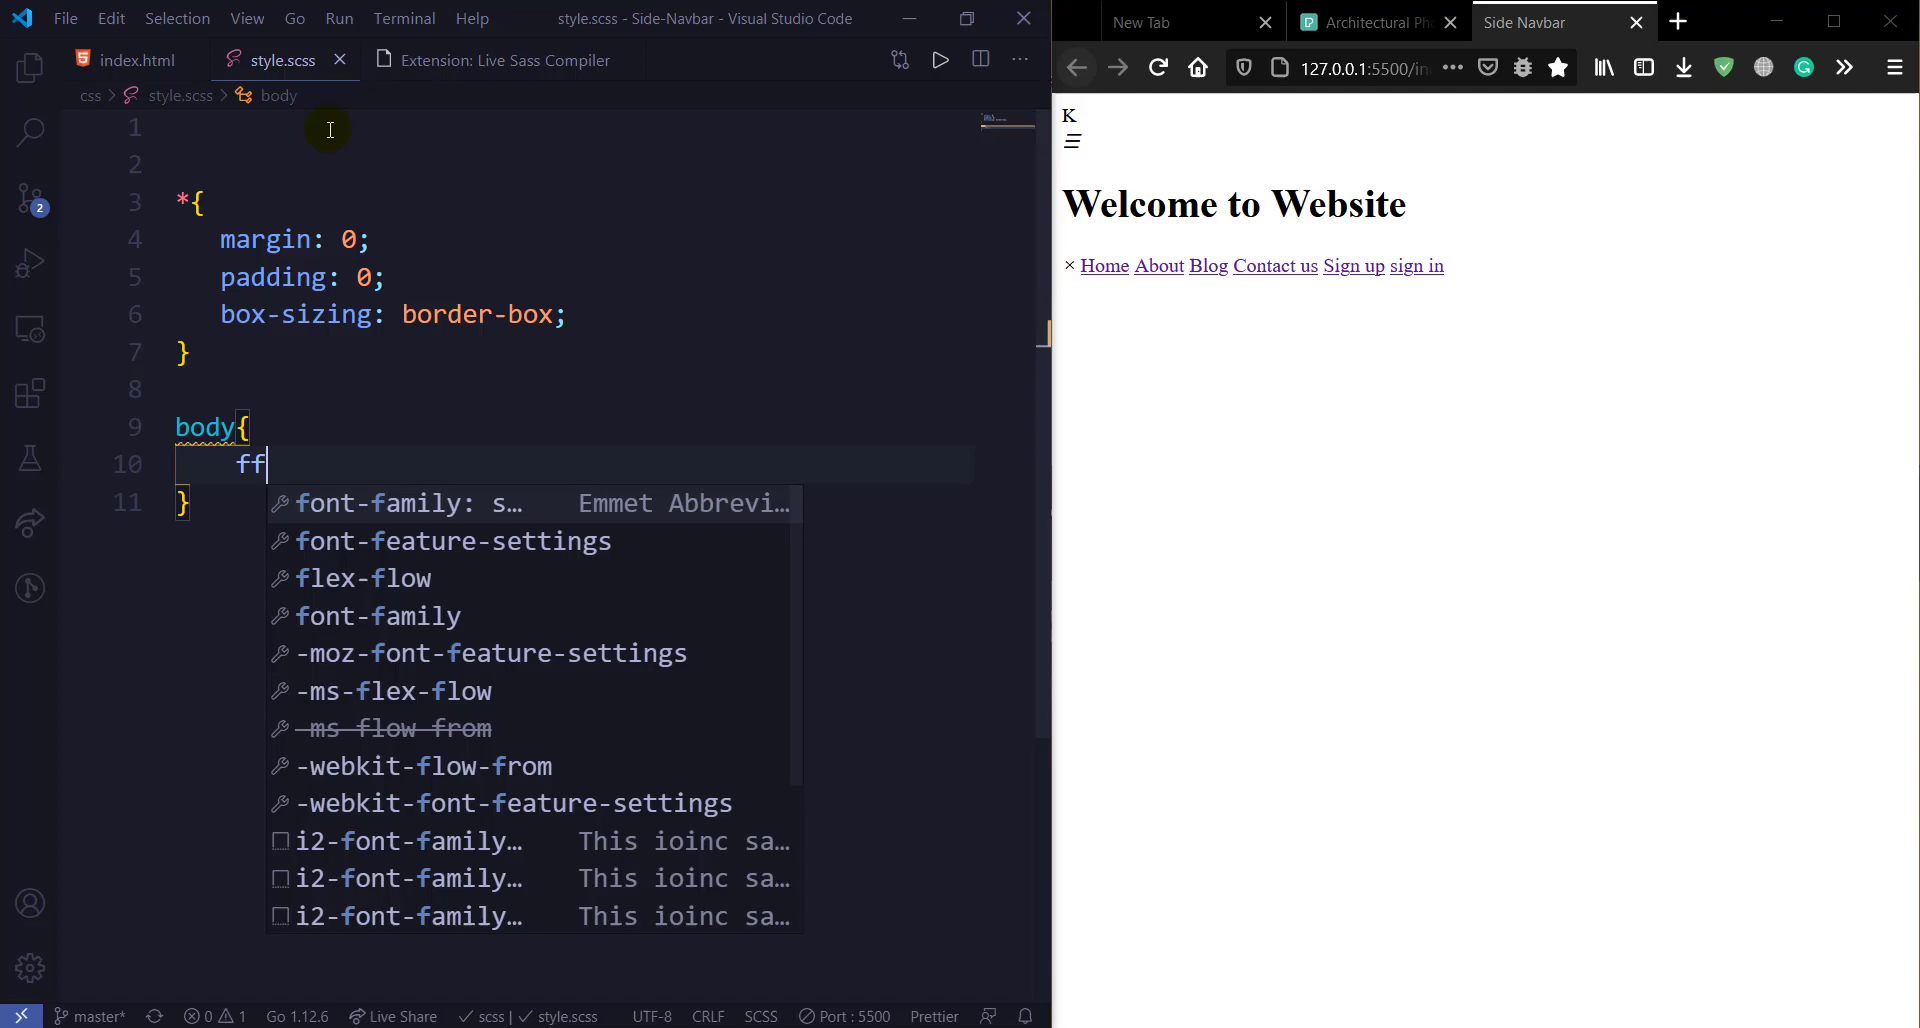 File Edit Selection View Go Run Terminal Help style.scss - Side-Navbar - Visual Studio Code
index.html style.scss Extension: Live Sass Compiler
css > style.scss > body
1
2
3 *{
4 margin: 0;
5 padding: 0;
6 box-sizing: border-box;
7 }
8
9 body{
10 ff
11 }
font-family: s… Emmet Abbrevi…
font-feature-settings
flex-flow
font-family
-moz-font-feature-settings
-ms-flex-flow
-ms-flow-from
-webkit-flow-from
-webkit-font-feature-settings
i2-font-family… This ioinc sa…
i2-font-family… This ioinc sa…
i2-font-family… This ioinc sa…
2
master* 0 1 Go 1.12.6 Live Share scss | style.scss UTF-8 CRLF SCSS Port : 5500 Prettier
New Tab Architectural Pho Side Navbar
127.0.0.1:5500/in
K
☰
Welcome to Website
× Home About Blog Contact us Sign up sign in